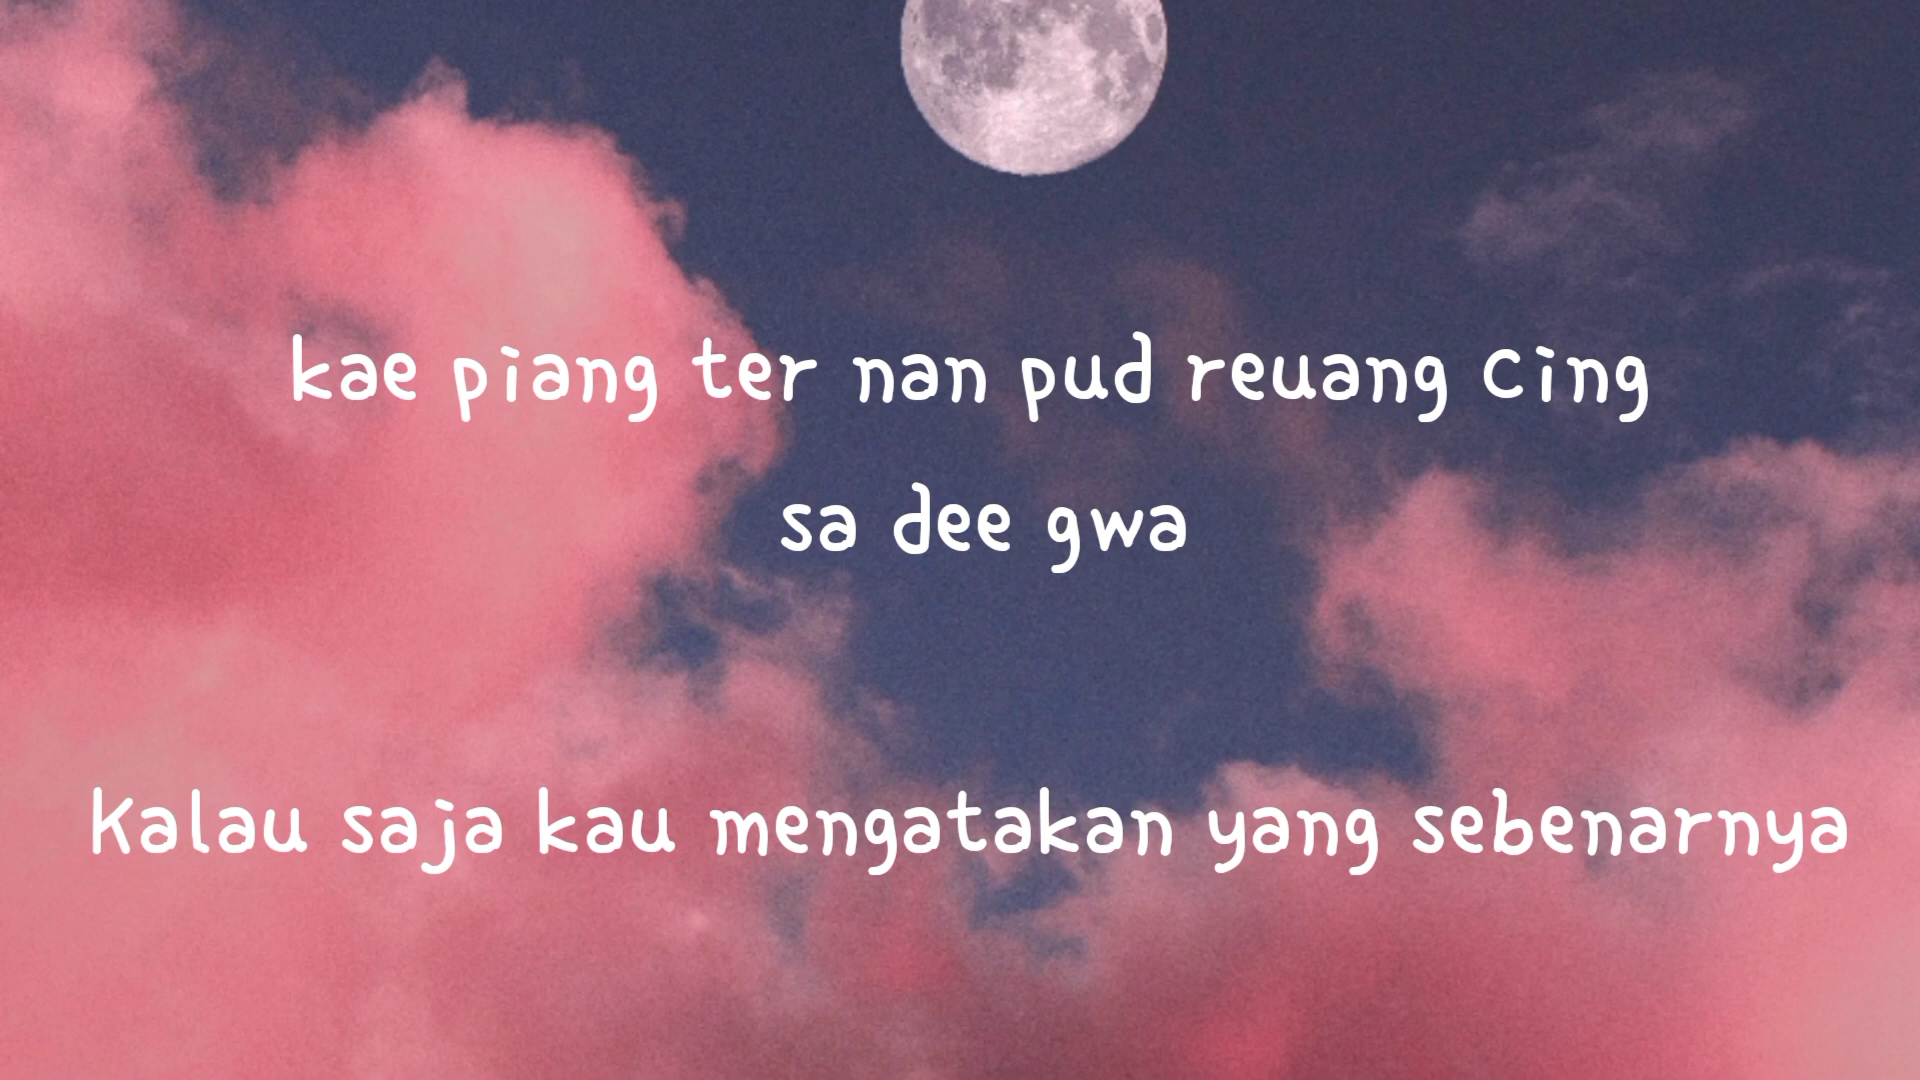 kae piang ter nan pud reuang cing
sa dee gwa
Kalau saja kau mengatakan yang sebenarnya